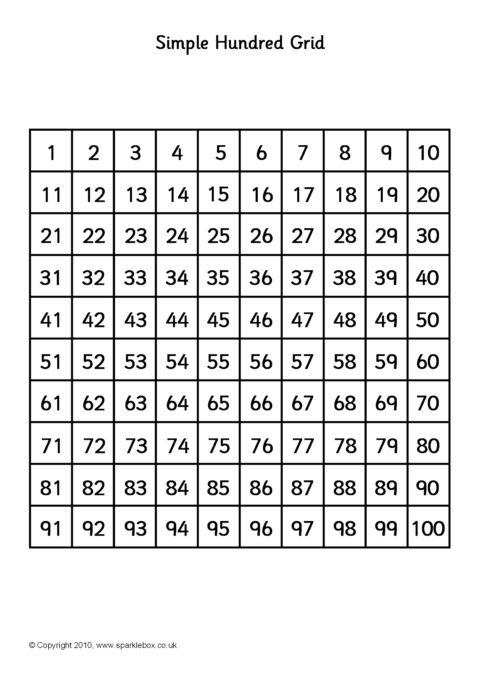 Simple Hundred Grid
1 2 3 4 5 6 7 8 9 10
11 12 13 14 15 16 17 18 19 20
21 22 23 24 25 26 27 28 29 30
31 32 33 34 35 36 37 38 39 40
41 42 43 44 45 46 47 48 49 50
51 52 53 54 55 56 57 58 59 60
61 62 63 64 65 66 67 68 69 70
71 72 73 74 75 76 77 78 79 80
81 82 83 84 85 86 87 88 89 90
91 92 93 94 95 96 97 98 99 100
© Copyright 2010, www.sparklebox.co.uk